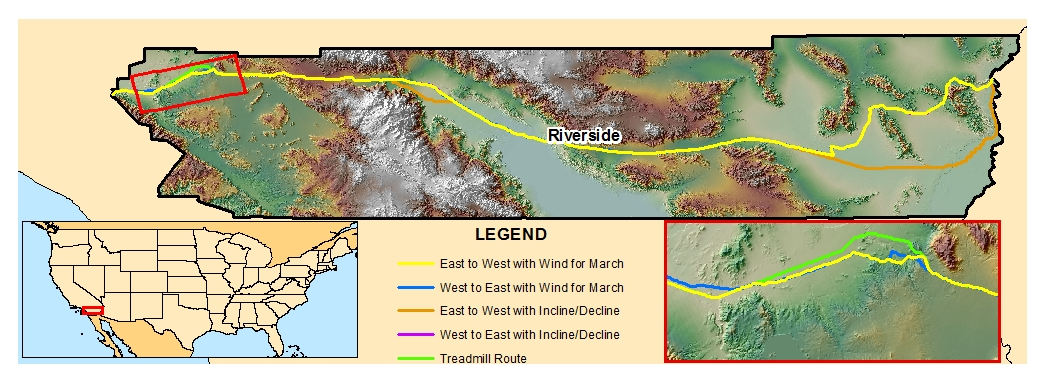 Riverside
LEGEND
East to West with Wind for March
West to East with Wind for March
East to West with Incline/Decline
West to East with Incline/Decline
Treadmill Route